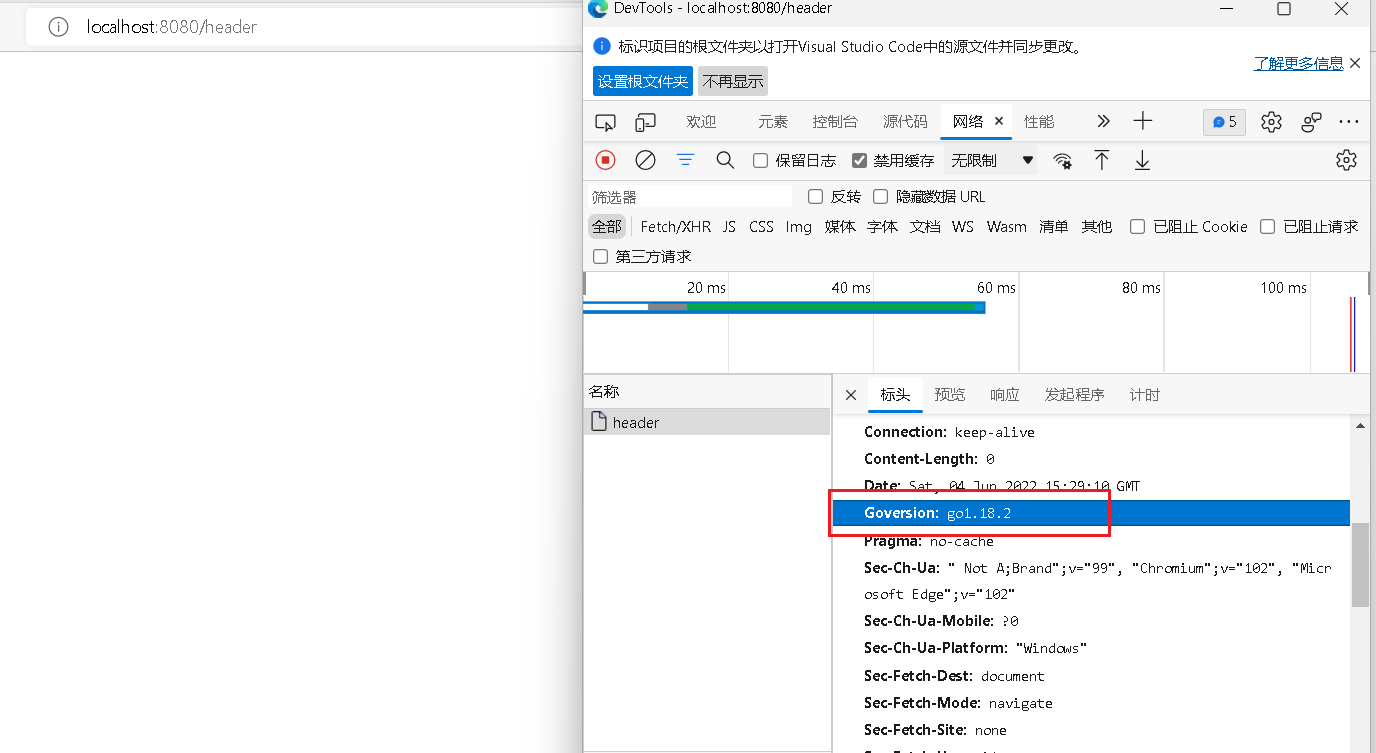 localhost:8080/header
DevTools - localhost:8080/header
标识项目的根文件夹以打开Visual Studio Code中的源文件并同步更改。
了解更多信息
设置根文件夹 不再显示
欢迎 元素 控制台 源代码 网络 性能 5
保留日志 禁用缓存 无限制
筛选器 反转 隐藏数据 URL
全部 Fetch/XHR JS CSS Img 媒体 字体 文档 WS Wasm 清单 其他 已阻止 Cookie 已阻止请求
第三方请求
20 ms 40 ms 60 ms 80 ms 100 ms
名称
header
标头 预览 响应 发起程序 计时
Connection: keep-alive
Content-Length: 0
Date: Sat, 04 Jun 2022 15:29:10 GMT
Goversion: go1.18.2
Pragma: no-cache
Sec-Ch-Ua: " Not A;Brand";v="99", "Chromium";v="102", "Micr
osoft Edge";v="102"
Sec-Ch-Ua-Mobile: ?0
Sec-Ch-Ua-Platform: "Windows"
Sec-Fetch-Dest: document
Sec-Fetch-Mode: navigate
Sec-Fetch-Site: none